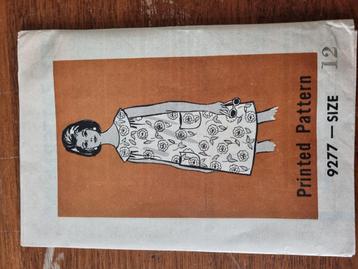 Printed Pattern
9277 — SIZE 12